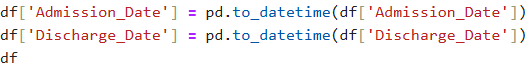 df['Admission_Date'] = pd.to_datetime(df['Admission_Date'])
df['Discharge_Date'] = pd.to_datetime(df['Discharge_Date'])
df